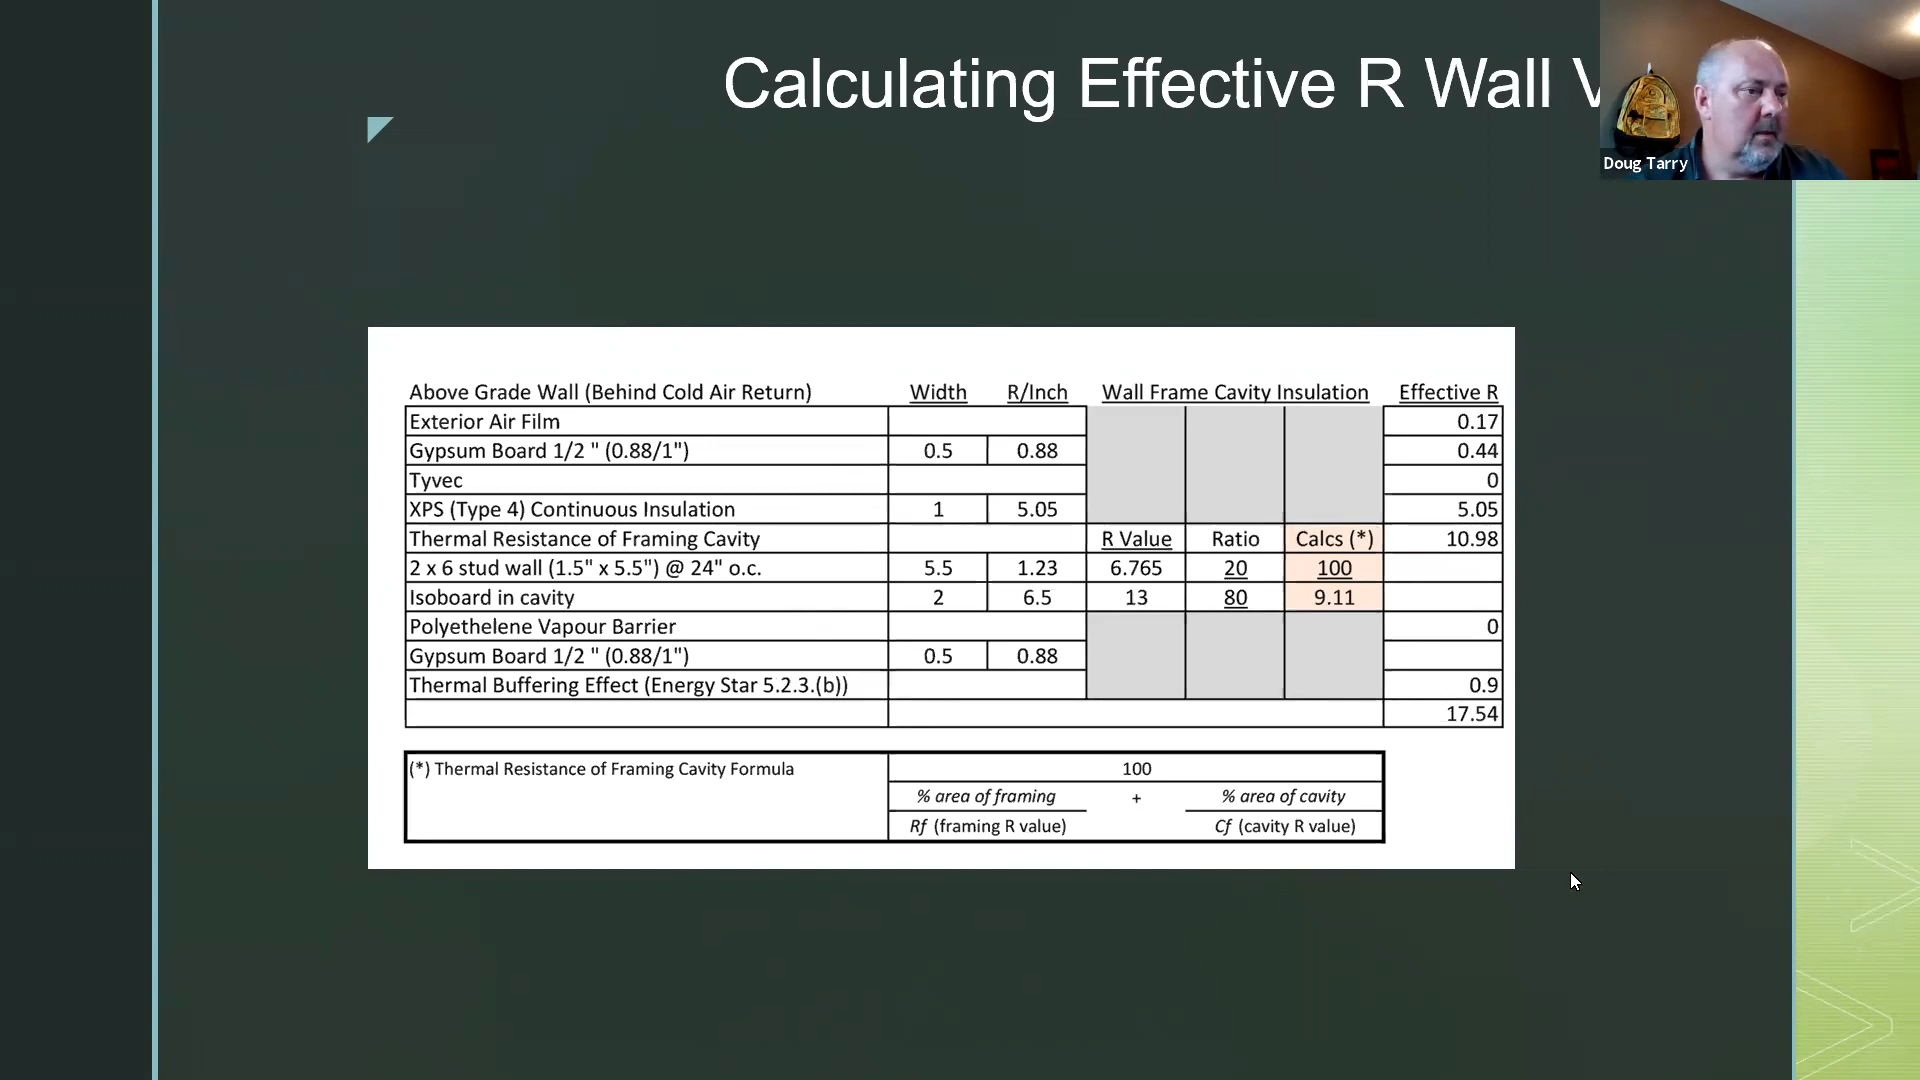 Calculating Effective R Wall V
Doug Tarry
Above Grade Wall (Behind Cold Air Return) Width R/Inch Wall Frame Cavity Insulation Effective R
Exterior Air Film 0.17
Gypsum Board 1/2 " (0.88/1") 0.5 0.88 0.44
Tyvec 0
XPS (Type 4) Continuous Insulation 1 5.05 5.05
Thermal Resistance of Framing Cavity R Value Ratio Calcs (*) 10.98
2 x 6 stud wall (1.5" x 5.5") @ 24" o.c. 5.5 1.23 6.765 20 100
Isoboard in cavity 2 6.5 13 80 9.11
Polyethelene Vapour Barrier 0
Gypsum Board 1/2 " (0.88/1") 0.5 0.88
Thermal Buffering Effect (Energy Star 5.2.3.(b)) 0.9
17.54
(*) Thermal Resistance of Framing Cavity Formula 100
% area of framing + % area of cavity
Rf (framing R value) Cf (cavity R value)